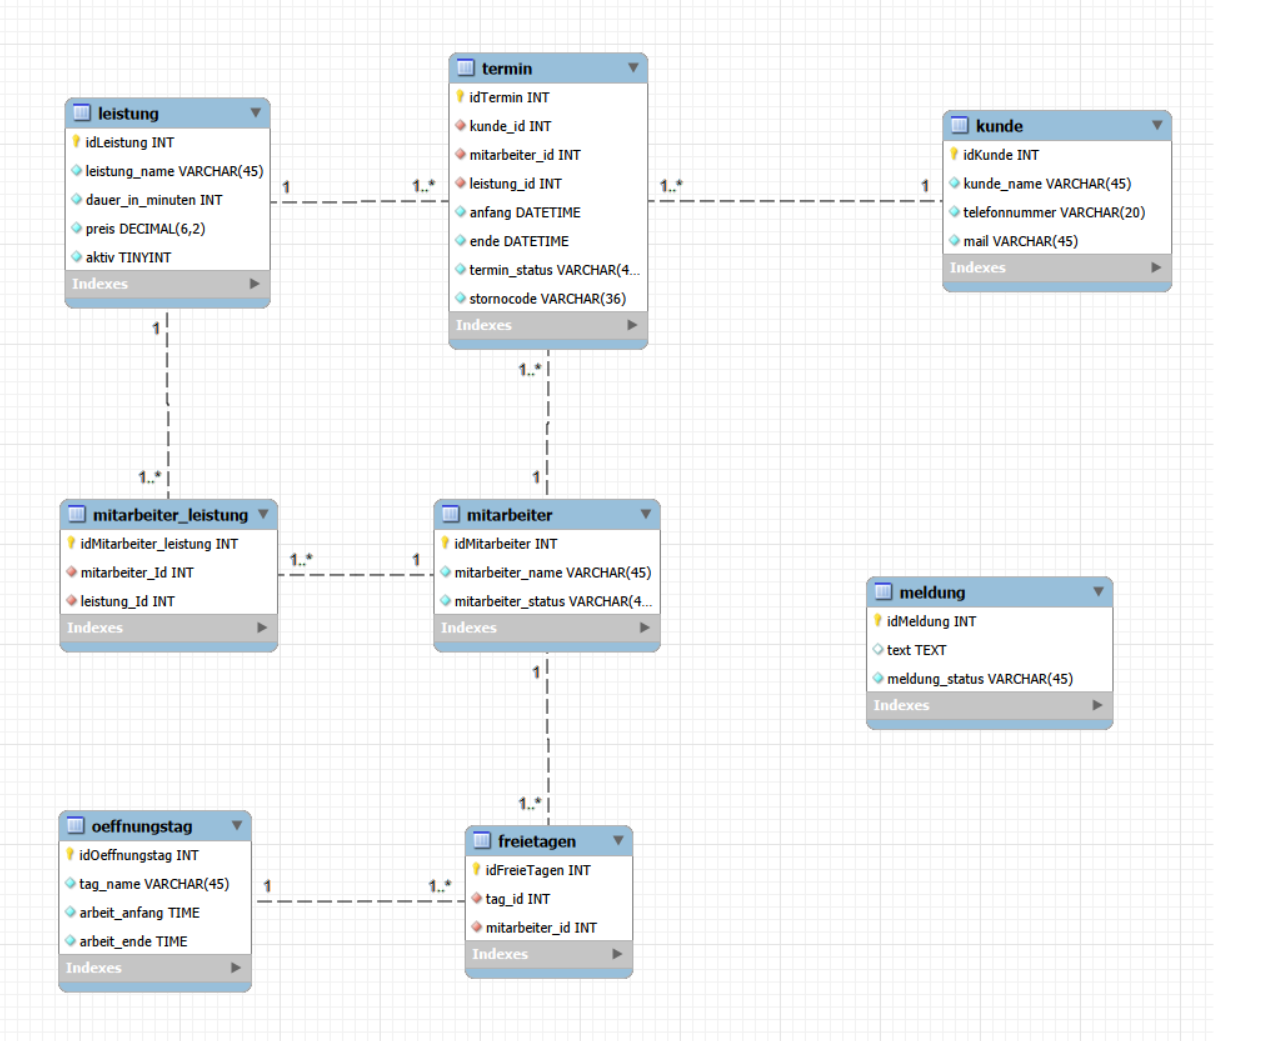 termin
idTermin INT
kunde_id INT
mitarbeiter_id INT
leistung_id INT
anfang DATETIME
ende DATETIME
termin_status VARCHAR(4...
stornocode VARCHAR(36)
Indexes
leistung
idLeistung INT
leistung_name VARCHAR(45)
dauer_in_minuten INT
preis DECIMAL(6,2)
aktiv TINYINT
Indexes
kunde
idKunde INT
kunde_name VARCHAR(45)
telefonnummer VARCHAR(20)
mail VARCHAR(45)
Indexes
1
1..*
1..*
1
1
1..*
1..*
1
mitarbeiter_leistung
idMitarbeiter_leistung INT
mitarbeiter_Id INT
leistung_Id INT
Indexes
1..*
1
mitarbeiter
idMitarbeiter INT
mitarbeiter_name VARCHAR(45)
mitarbeiter_status VARCHAR(4...
Indexes
meldung
idMeldung INT
text TEXT
meldung_status VARCHAR(45)
Indexes
1
1..*
oeffnungstag
idOeffnungstag INT
tag_name VARCHAR(45)
arbeit_anfang TIME
arbeit_ende TIME
Indexes
1
1..*
freietagen
idFreieTagen INT
tag_id INT
mitarbeiter_id INT
Indexes